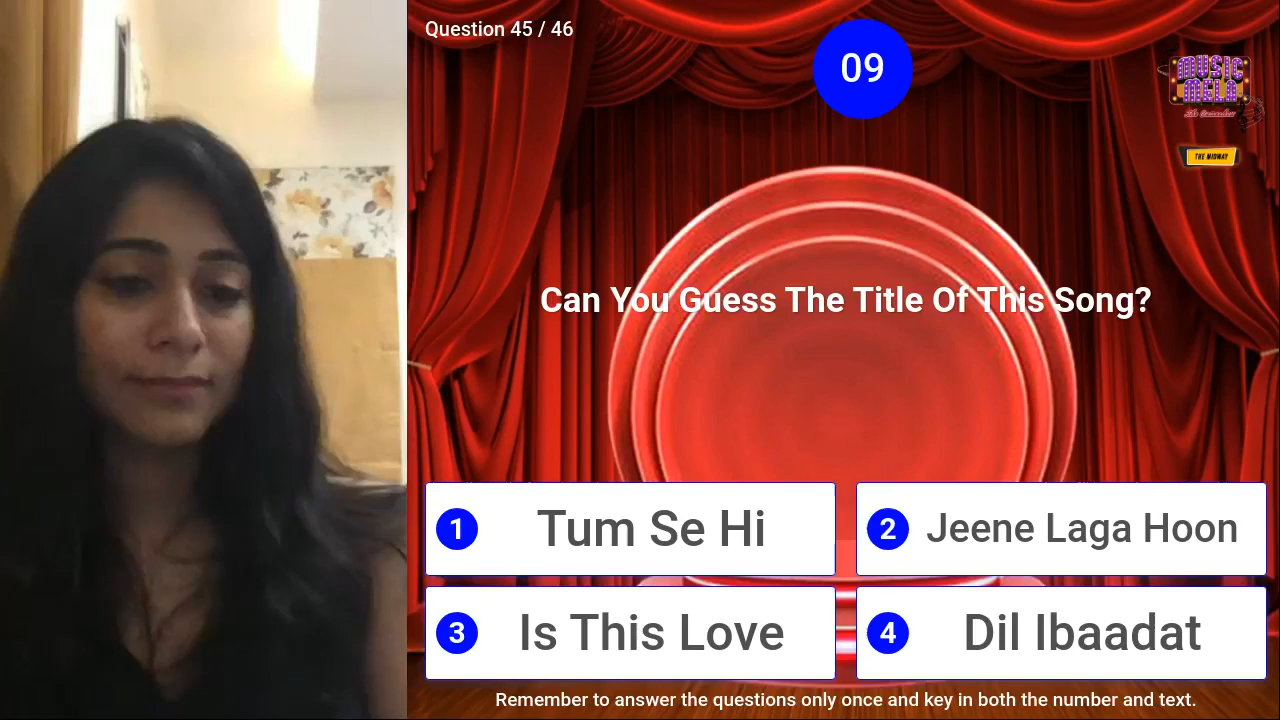 Question 45 / 46
09
MUSIC
MELA
THE MIDWAY
Can You Guess The Title Of This Song?
1 Tum Se Hi
2 Jeene Laga Hoon
3 Is This Love
4 Dil Ibaadat
Remember to answer the questions only once and key in both the number and text.